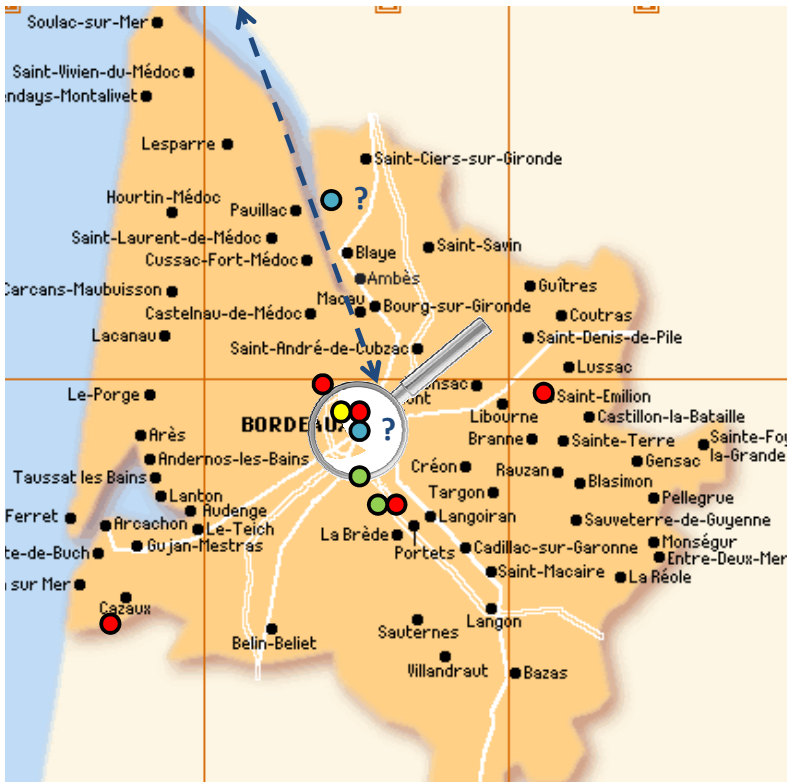 Soulac-sur-Mer
Saint-Vivien-du-Médoc
endays-Montalivet
Lesparre
Saint-Ciers-sur-Gironde
Hourtin-Médoc
?
Pauillac
Saint-Laurent-de-Médoc
Saint-Savin
Blaye
Cussac-Fort-Médoc
Ambès
Guîtres
Carcans-Maubuisson
Macau
Bourg-sur-Gironde
Castelnau-de-Médoc
Coutras
Lacanau
Saint-Denis-de-Pile
Saint-André-de-Cubzac
Lussac
Le-Porge
onsac
ont
Saint-Emilion
Libourne
Castillon-la-Bataille
BORDEAU
?
Arès
Branne
Sainte-Terre
Sainte-Foy
la-Grande
Andernos-les-Bains
Gensac
Créon
Rauzan
Taussat les Bains
Blasimon
Lanton
Targon
Pellegrue
Audenge
Ferret
Arcachon
Le-Teich
Langoiran
Sauveterre-de-Guyenne
La Brède
Portets
Gujan-Mestras
Cadillac-sur-Garonne
Monségur
te-de-Buch
Entre-Deux-Mer
Saint-Macaire
La Réole
sur Mer
Cazaux
Langon
Sauternes
Belin-Beliet
Villandraut
Bazas